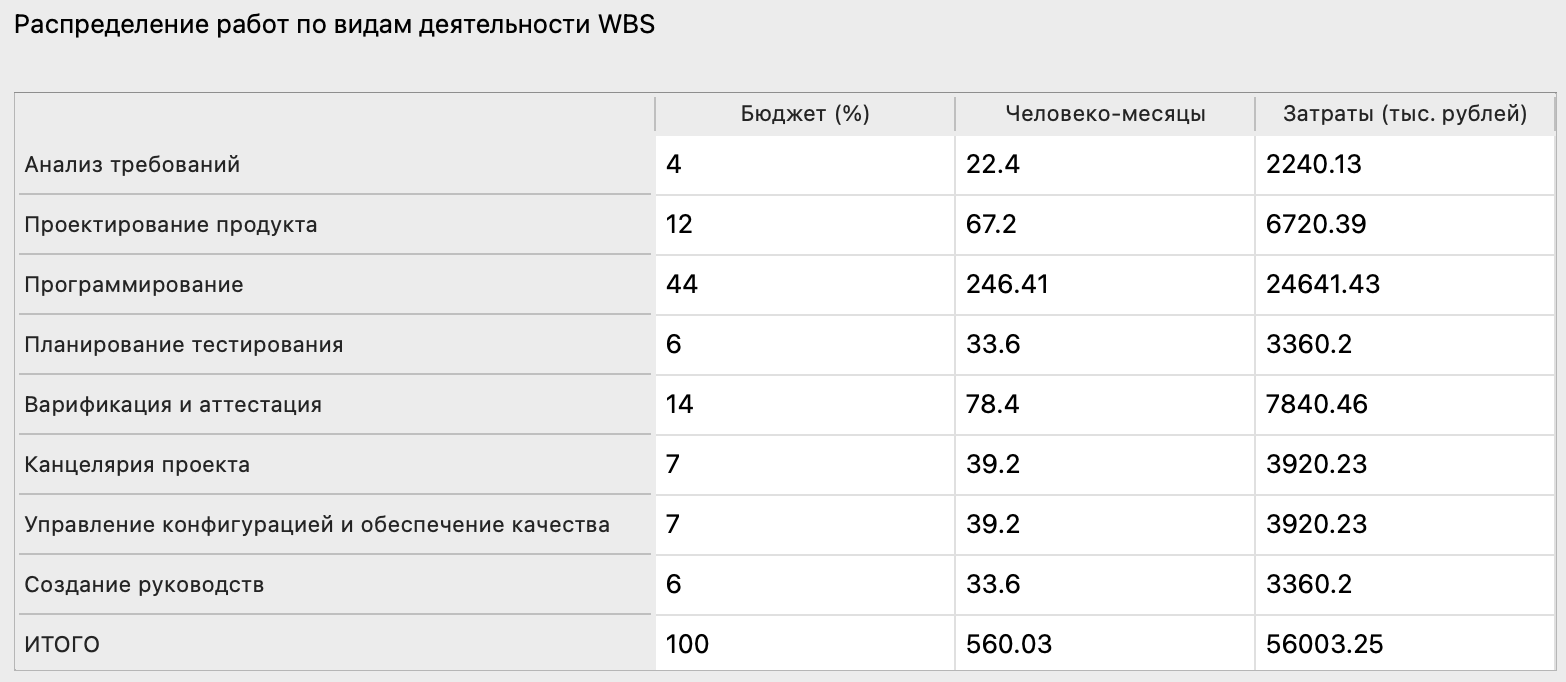 Распределение работ по видам деятельности WBS
Бюджет (%) Человеко-месяцы Затраты (тыс. рублей)
Анализ требований 4 22.4 2240.13
Проектирование продукта 12 67.2 6720.39
Программирование 44 246.41 24641.43
Планирование тестирования 6 33.6 3360.2
Варификация и аттестация 14 78.4 7840.46
Канцелярия проекта 7 39.2 3920.23
Управление конфигурацией и обеспечение качества 7 39.2 3920.23
Создание руководств 6 33.6 3360.2
ИТОГО 100 560.03 56003.25